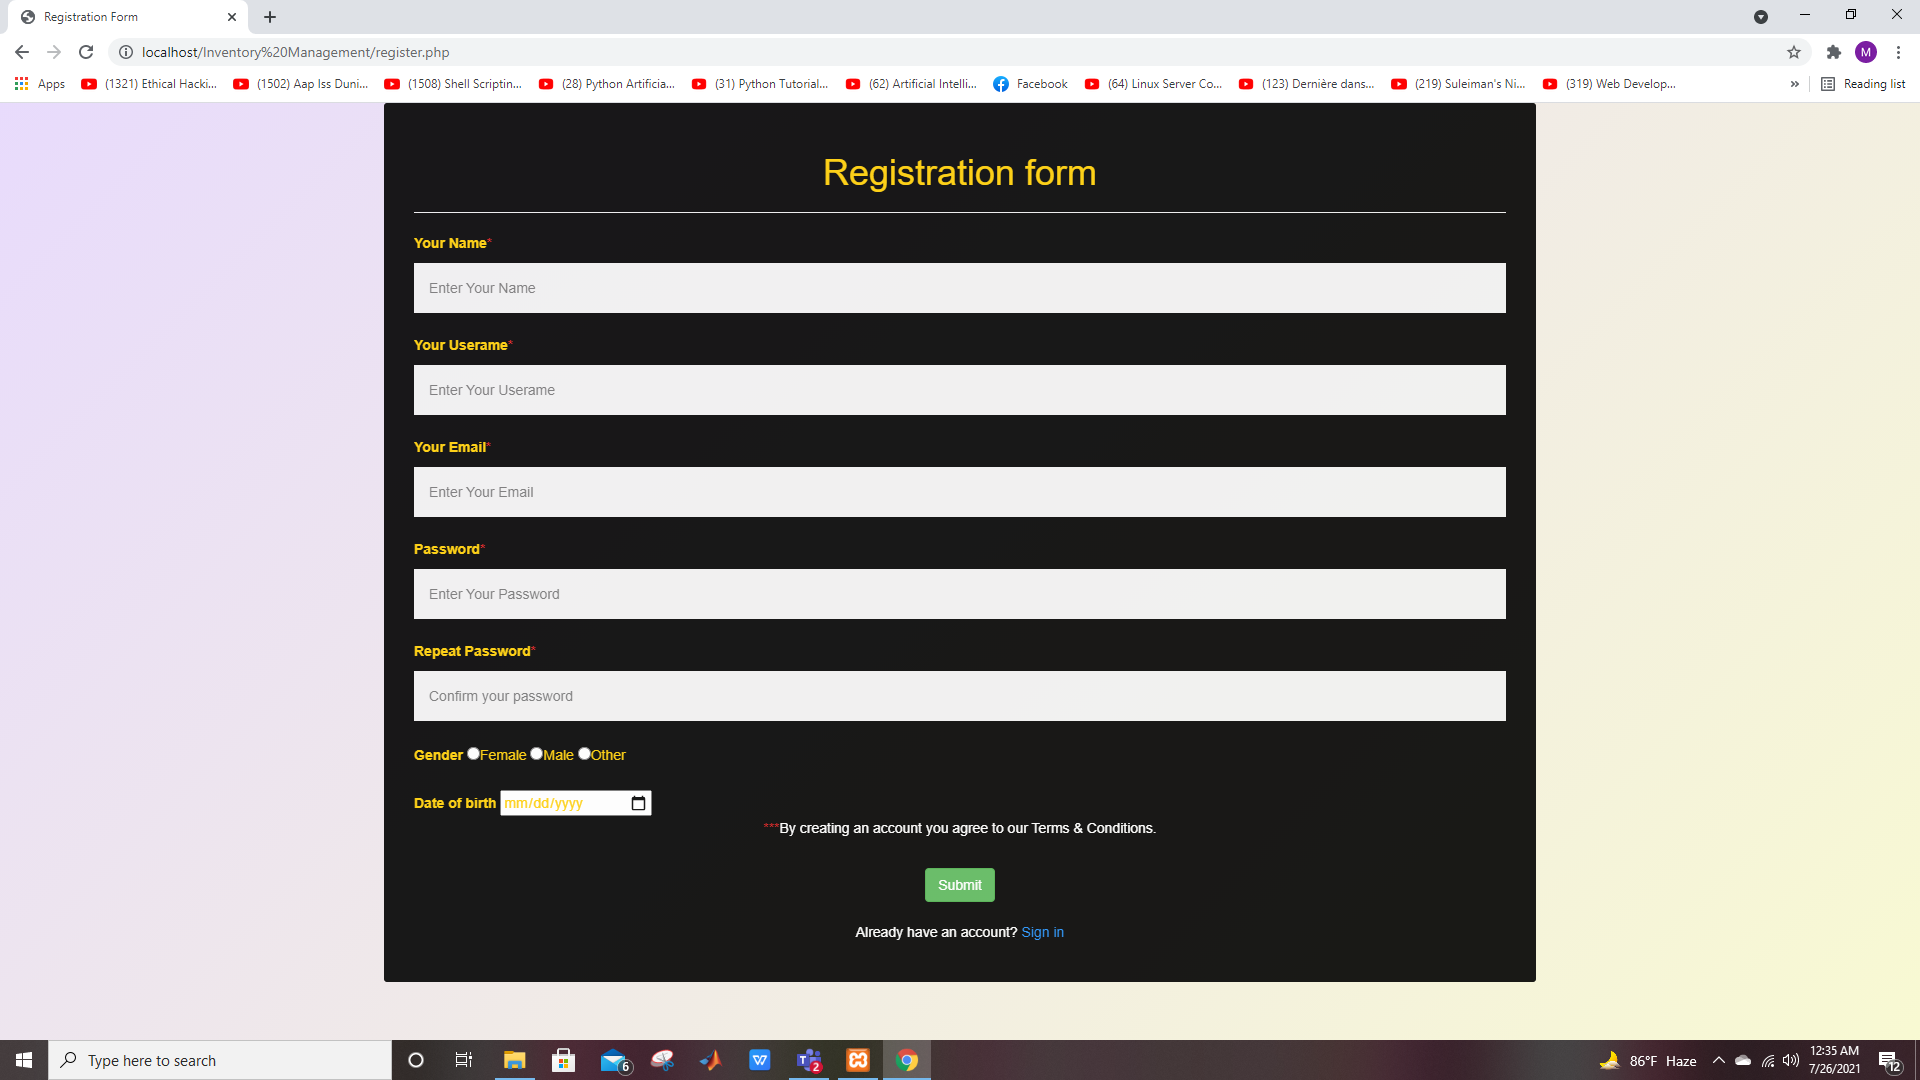 Registration Form
localhost/Inventory%20Management/register.php
M
Apps
(1321) Ethical Hacki...
(1502) Aap Iss Duni...
(1508) Shell Scriptin...
(28) Python Artificia...
(31) Python Tutorial...
(62) Artificial Intelli...
Facebook
(64) Linux Server Co...
(123) Dernière dans...
(219) Suleiman's Ni...
(319) Web Develop...
»
Reading list
Registration form
Your Name*
Enter Your Name
Your Userame*
Enter Your Userame
Your Email*
Enter Your Email
Password*
Enter Your Password
Repeat Password*
Confirm your password
Gender Female Male Other
Date of birth mm/dd/yyyy
***By creating an account you agree to our Terms & Conditions.
Submit
Already have an account? Sign in
Type here to search
6
W
T
2
86°F Haze
12:35 AM
7/26/2021
12